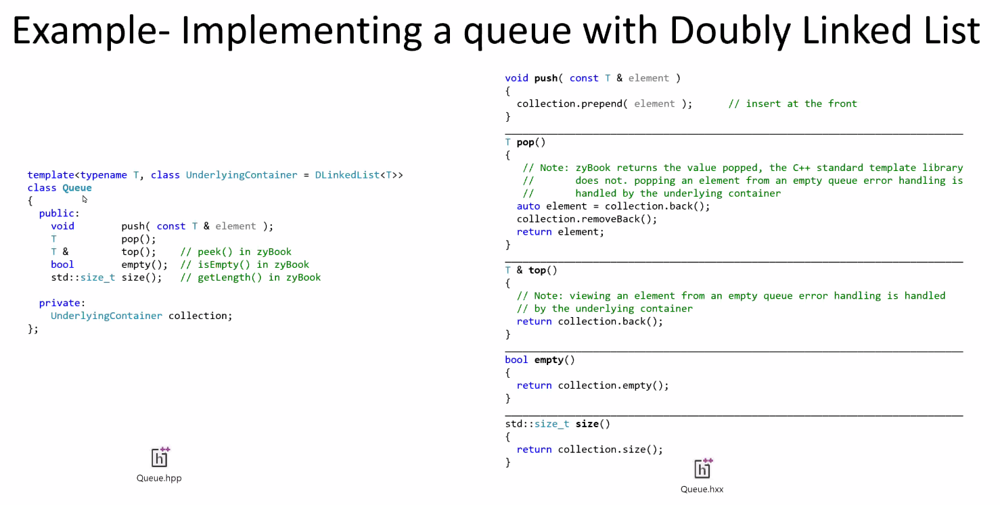 Example- Implementing a queue with Doubly Linked List
template<typename T, class UnderlyingContainer = DLinkedList<T>>
class Queue
{
  public:
    void        push( const T & element );
    T           pop();
    T &         top();    // peek() in zyBook
    bool        empty();  // isEmpty() in zyBook
    std::size_t size();   // getLength() in zyBook
  private:
    UnderlyingContainer collection;
};
Queue.hpp
void push( const T & element )
{
  collection.prepend( element );      // insert at the front
}
T pop()
{
   // Note: zyBook returns the value popped, the C++ standard template library
   //       does not. popping an element from an empty queue error handling is
   //       handled by the underlying container
  auto element = collection.back();
  collection.removeBack();
  return element;
}
T & top()
{
  // Note: viewing an element from an empty queue error handling is handled
  // by the underlying container
  return collection.back();
}
bool empty()
{
  return collection.empty();
}
std::size_t size()
{
  return collection.size();
}
Queue.hxx